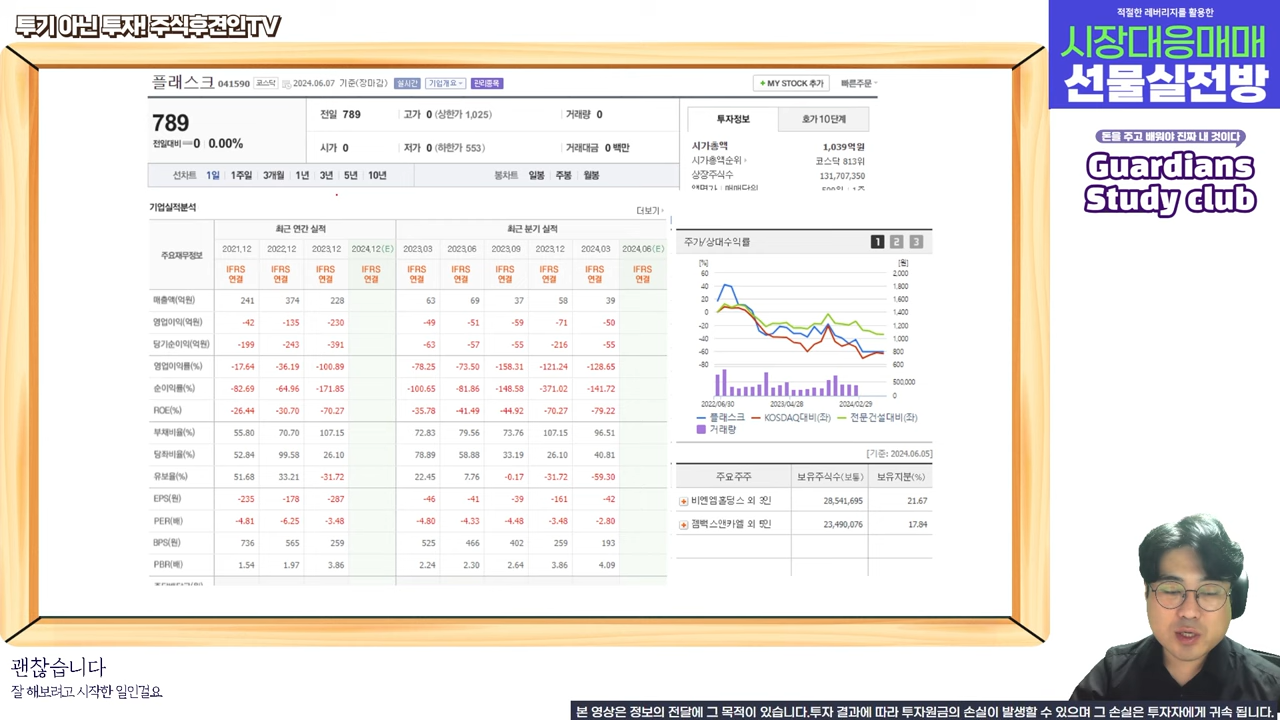 투기 아닌 투자! 주식후견인TV
적절한 레버리지를 활용한
시장대응매매
선물실전방
돈을 주고 배워야 진짜 내 것이다
Guardians
Study club
플래스크 041590 코스닥 2024.06.07 기준(장마감) 실시간 기업개요 관리종목
+ MY STOCK 추가 빠른주문
789
전일대비 0 0.00%
전일 789 고가 0 (상한가 1,025) 거래량 0
시가 0 저가 0 (하한가 553) 거래대금 0 백만
선차트 1일 1주일 3개월 1년 3년 5년 10년 봉차트 일봉 주봉 월봉
투자정보 호가 10단계
시가총액 1,039억원
시가총액순위 코스닥 813위
상장주식수 131,707,350
액면가 매매단위 500원 1주
기업실적분석 더보기
주요재무정보 최근 연간 실적 최근 분기 실적
2021.12 2022.12 2023.12 2024.12(E) 2023.03 2023.06 2023.09 2023.12 2024.03 2024.06(E)
IFRS IFRS IFRS IFRS IFRS IFRS IFRS IFRS IFRS IFRS
연결 연결 연결 연결 연결 연결 연결 연결 연결 연결
매출액(억원) 241 374 228 63 69 37 58 39
영업이익(억원) -42 -135 -230 -49 -51 -59 -71 -50
당기순이익(억원) -199 -243 -391 -63 -57 -55 -216 -55
영업이익률(%) -17.64 -36.19 -100.89 -78.25 -73.50 -158.31 -121.24 -128.65
순이익률(%) -82.69 -64.96 -171.85 -100.65 -81.86 -148.58 -371.02 -141.72
ROE(%) -26.44 -30.70 -70.27 -35.78 -41.49 -44.92 -70.27 -79.22
부채비율(%) 55.80 70.70 107.15 72.83 79.56 73.76 107.15 96.51
당좌비율(%) 52.84 99.58 26.10 78.89 58.88 33.19 26.10 40.81
유보율(%) 51.68 33.21 -31.72 22.45 7.76 -0.17 -31.72 -59.30
EPS(원) -235 -178 -287 -46 -41 -39 -161 -42
PER(배) -4.81 -6.25 -3.48 -4.80 -4.33 -4.48 -3.48 -2.80
BPS(원) 736 565 259 525 466 402 259 193
PBR(배) 1.54 1.97 3.86 2.24 2.30 2.64 3.86 4.09
주가/상대수익률 1 2 3
[%] [원]
60 2,000
40 1,800
20 1,600
0 1,400
-20 1,200
-40 1,000
-60 800
-80 600
500,000
0
2022/06/30 2023/04/28 2024/02/29
플래스크 KOSDAQ대비(좌) 전문건설대비(좌)
거래량
[기준: 2024.06.05]
주요주주 보유주식수(보통) 보유지분(%)
비엔엠홀딩스 외 3인 28,541,695 21.67
잼백스앤카엘 외 5인 23,490,076 17.84
괜찮습니다
잘 해보려고 시작한 일인걸요
본 영상은 정보의 전달에 그 목적이 있습니다.투자 결과에 따라 투자원금의 손실이 발생할 수 있으며 그 손실은 투자자에게 귀속 됩니다.